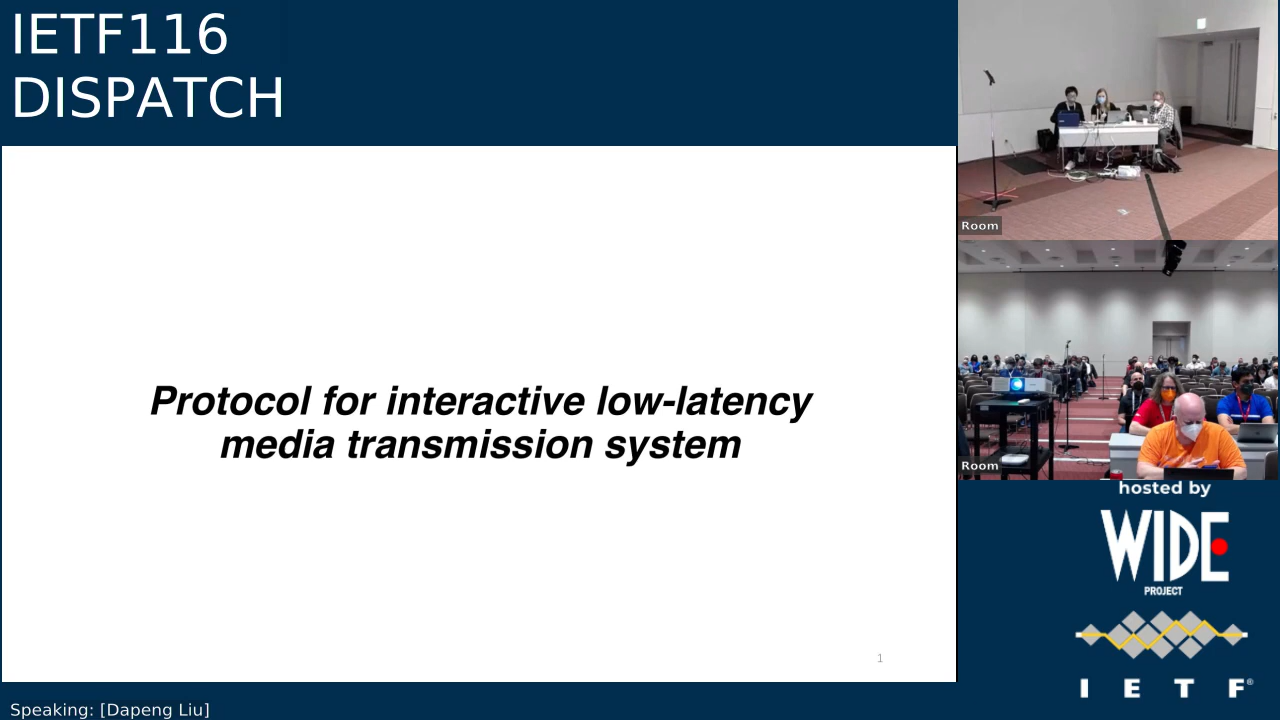 IETF116
DISPATCH
Protocol for interactive low-latency
media transmission system
1
Speaking: [Dapeng Liu]
Room
Room
hosted by
WIDE
PROJECT
I E T F®